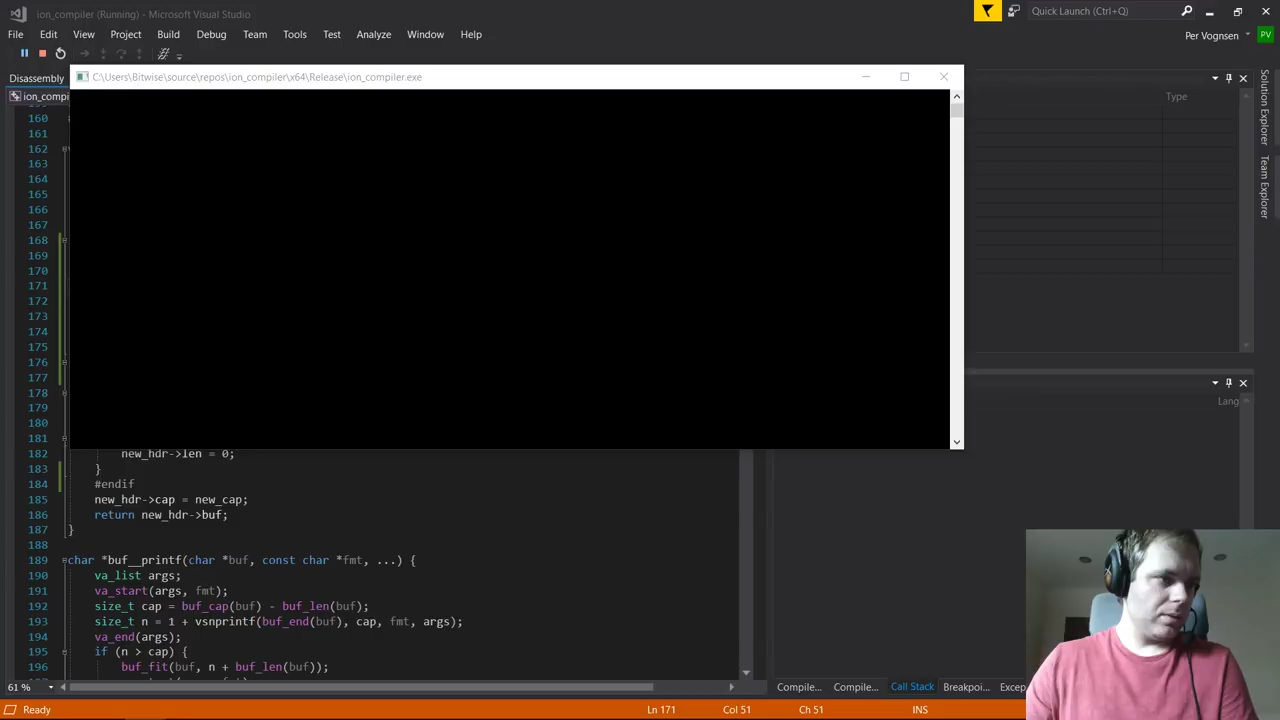 ion_compiler (Running) - Microsoft Visual Studio
Quick Launch (Ctrl+Q)
File Edit View Project Build Debug Team Tools Test Analyze Window Help
Per Vognsen PV
Disassembly
C:\Users\Bitwise\source\repos\ion_compiler\x64\Release\ion_compiler.exe
ion_compi
Type
Solution Explorer
Team Explorer
160
161
162
163
164
165
166
167
168
169
170
171
172
173
174
175
176
177
178
179
180
181
182 new_hdr->len = 0;
183 }
184 #endif
185 new_hdr->cap = new_cap;
186 return new_hdr->buf;
187 }
188
189 char *buf__printf(char *buf, const char *fmt, ...) {
190 va_list args;
191 va_start(args, fmt);
192 size_t cap = buf_cap(buf) - buf_len(buf);
193 size_t n = 1 + vsnprintf(buf_end(buf), cap, fmt, args);
194 va_end(args);
195 if (n > cap) {
196 buf_fit(buf, n + buf_len(buf));
Lang
61 %
Compile... Compile... Call Stack Breakpoi... Excep
Ready Ln 171 Col 51 Ch 51 INS